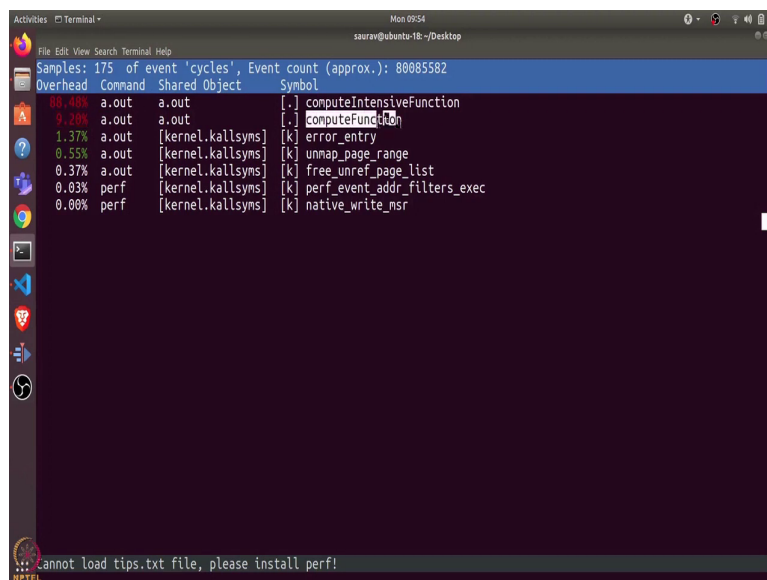 Activities Terminal Mon 09:54
saurav@ubuntu-18: ~/Desktop
File Edit View Search Terminal Help
Samples: 175 of event 'cycles', Event count (approx.): 80085582
Overhead Command Shared Object Symbol
88.48% a.out a.out [.] computeIntensiveFunction
9.20% a.out a.out [.] computeFunction
1.37% a.out [kernel.kallsyms] [k] error_entry
0.55% a.out [kernel.kallsyms] [k] unmap_page_range
0.37% a.out [kernel.kallsyms] [k] free_unref_page_list
0.03% perf [kernel.kallsyms] [k] perf_event_addr_filters_exec
0.00% perf [kernel.kallsyms] [k] native_write_msr
Cannot load tips.txt file, please install perf!
NPTEL